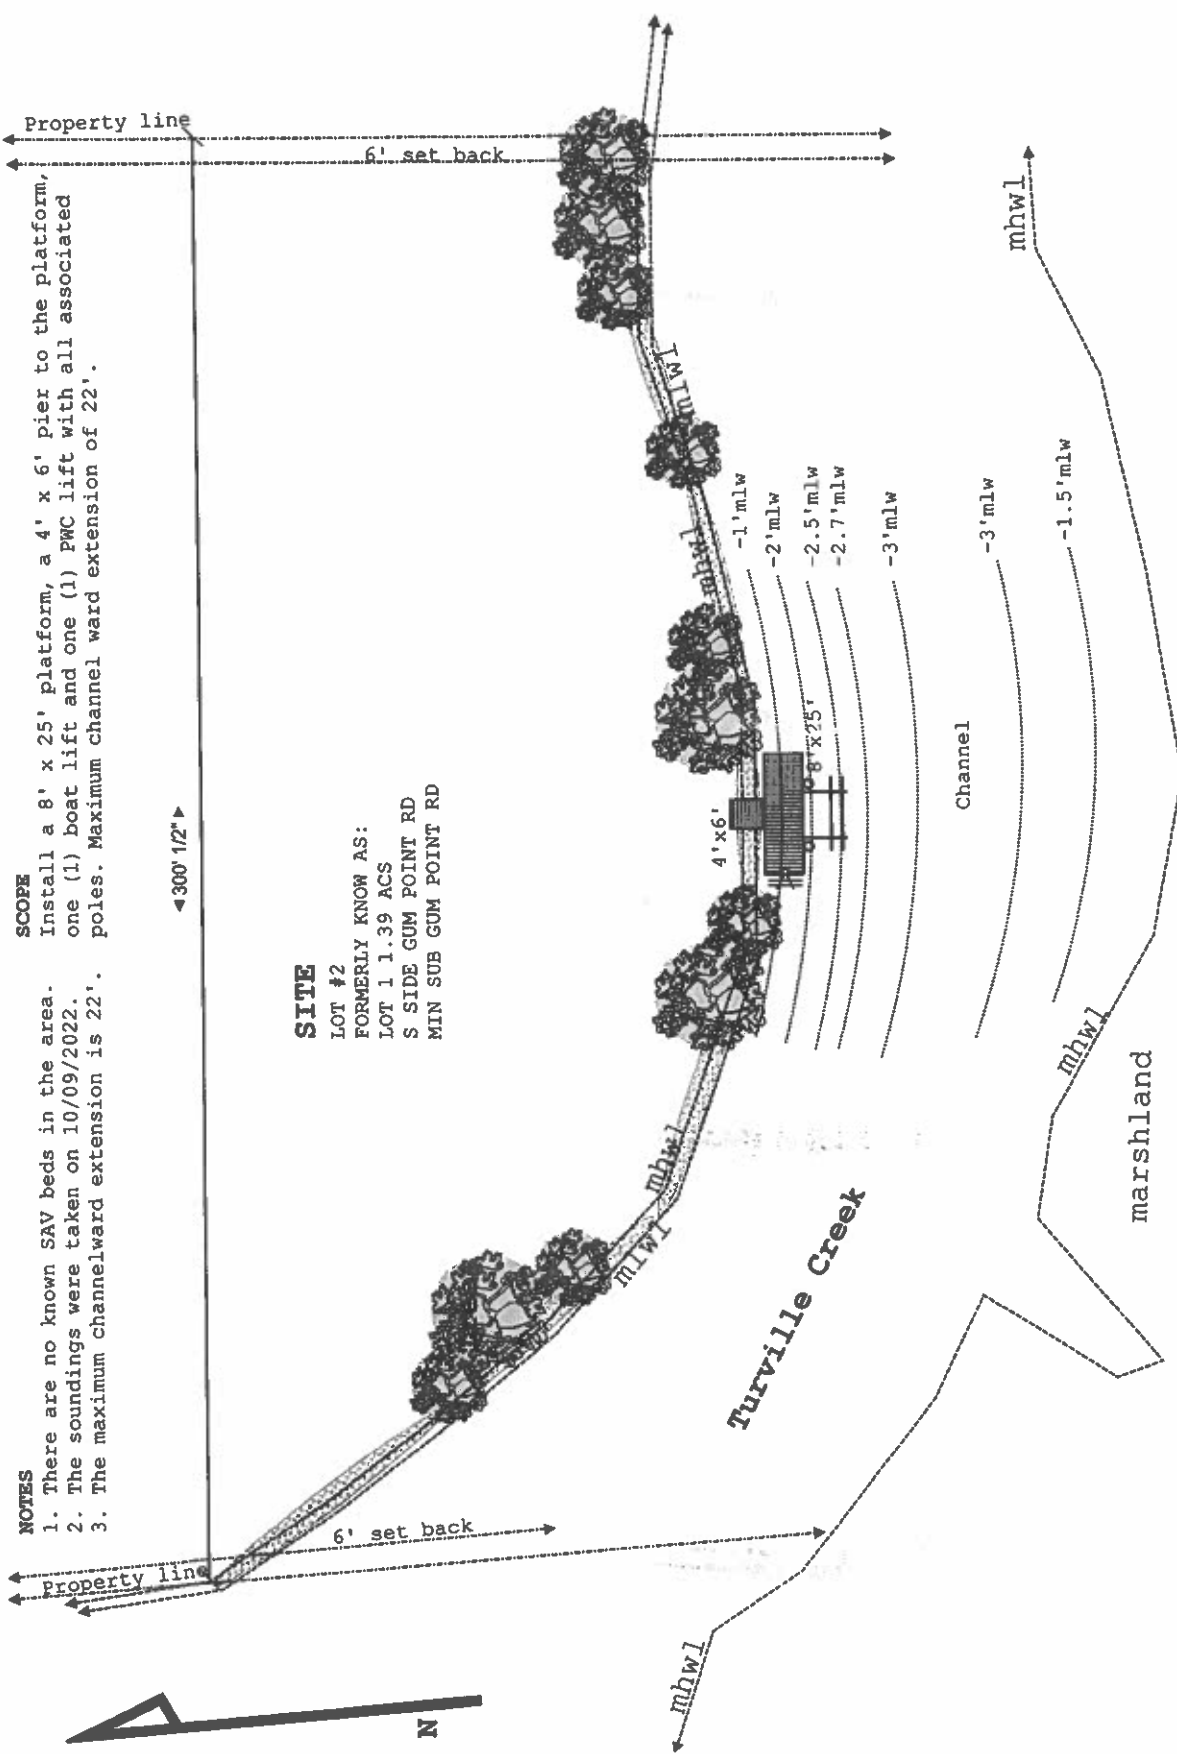 NOTES
1. There are no known SAV beds in the area.
2. The soundings were taken on 10/09/2022.
3. The maximum channelward extension is 22'.
SCOPE
Install a 8' x 25' platform, a 4' x 6' pier to the platform,
one (1) boat lift and one (1) PWC lift with all associated
poles. Maximum channel ward extension of 22'.
Property line
6' set back
300' 1/2"
Property line
6' set back
SITE
LOT #2
FORMERLY KNOW AS:
LOT 1 1.39 ACS
S SIDE GUM POINT RD
MIN SUB GUM POINT RD
mhwl
mlwl
mhwl
mlwl
4'x6'
8'x25'
-1'mlw
-2'mlw
-2.5'mlw
-2.7'mlw
-3'mlw
-3'mlw
-1.5'mlw
Channel
Turville Creek
mhwl
mhwl
mhwl
marshland
N